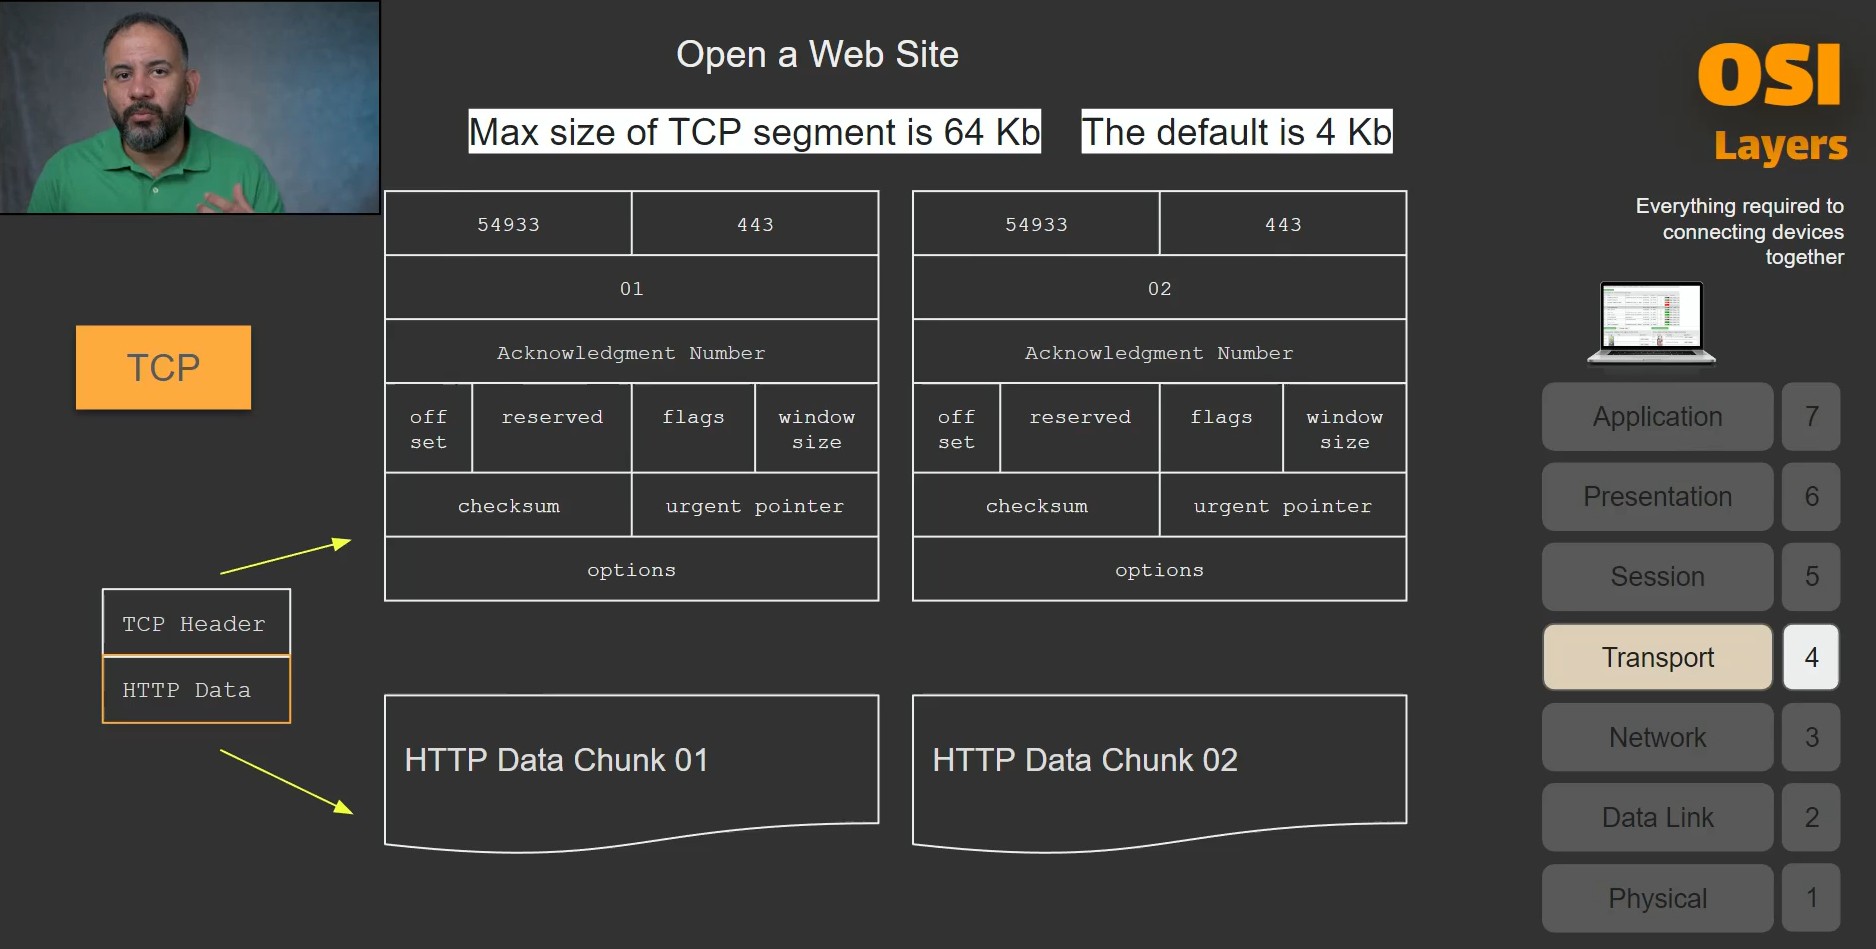 Open a Web Site
Max size of TCP segment is 64 Kb
The default is 4 Kb
OSI
Layers
Everything required to
connecting devices
together
TCP
TCP Header
HTTP Data
54933
443
01
Acknowledgment Number
off
set
reserved
flags
window
size
checksum
urgent pointer
options
HTTP Data Chunk 01
54933
443
02
Acknowledgment Number
off
set
reserved
flags
window
size
checksum
urgent pointer
options
HTTP Data Chunk 02
Application 7
Presentation 6
Session 5
Transport 4
Network 3
Data Link 2
Physical 1